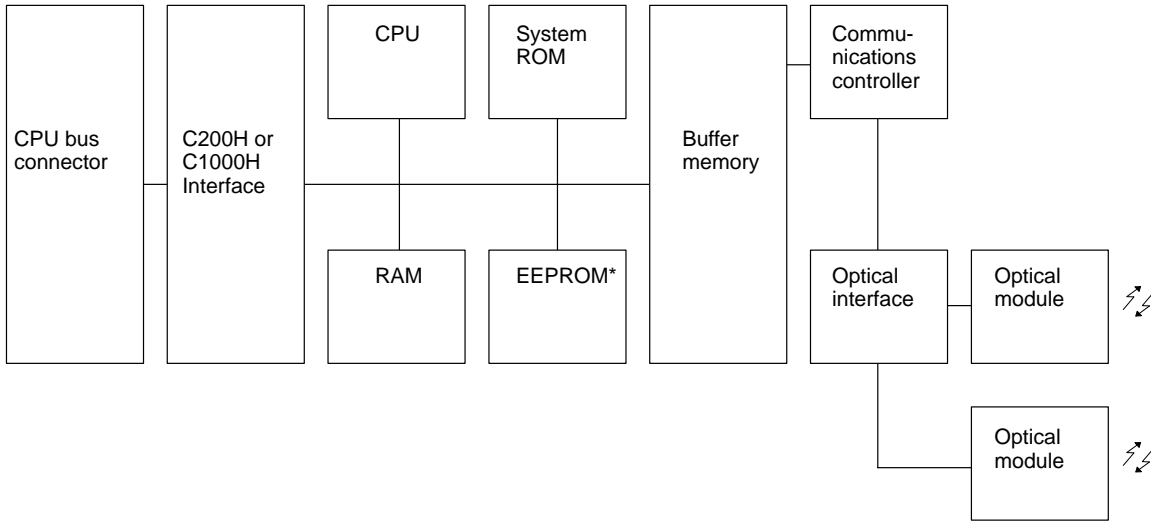 CPU bus
connector
C200H or
C1000H
Interface
CPU
System
ROM
RAM
EEPROM*
Buffer
memory
Commu-
nications
controller
Optical
interface
Optical
module
Optical
module